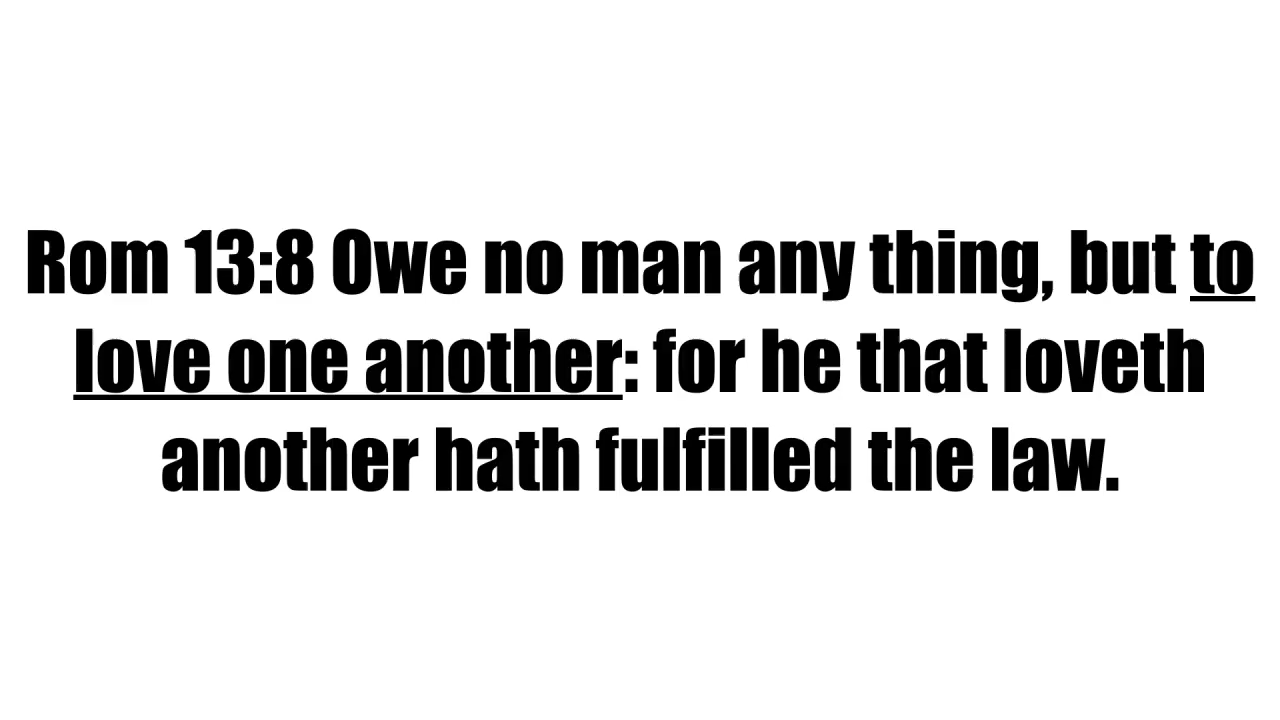 Rom 13:8 Owe no man any thing, but to
love one another: for he that loveth
another hath fulfilled the law.